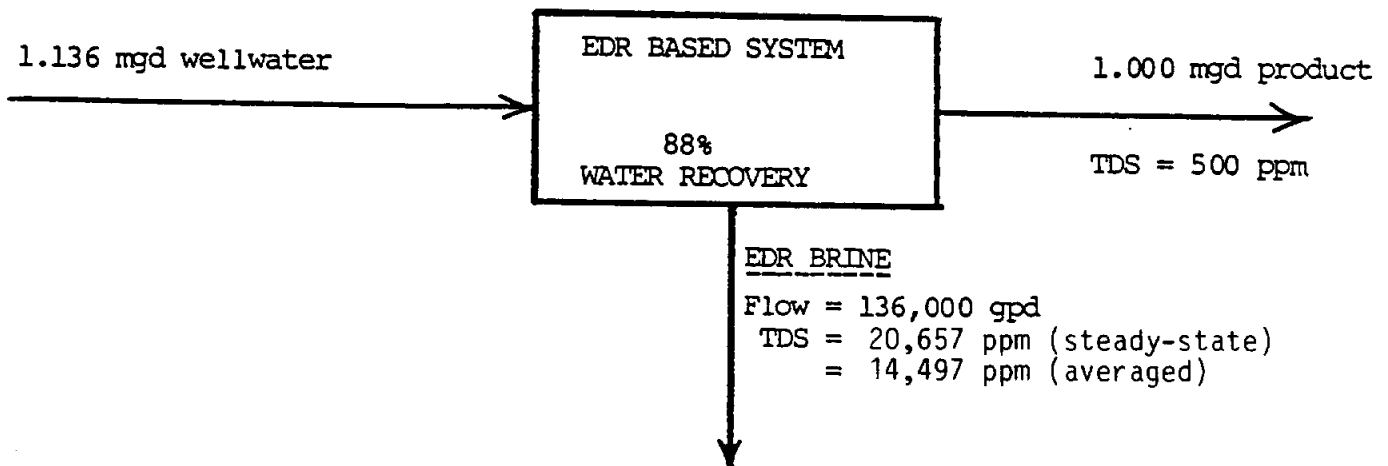 1.136 mgd wellwater
EDR BASED SYSTEM
88%
WATER RECOVERY
1.000 mgd product
TDS = 500 ppm
EDR BRINE
Flow = 136,000 gpd
TDS = 20,657 ppm (steady-state)
= 14,497 ppm (averaged)